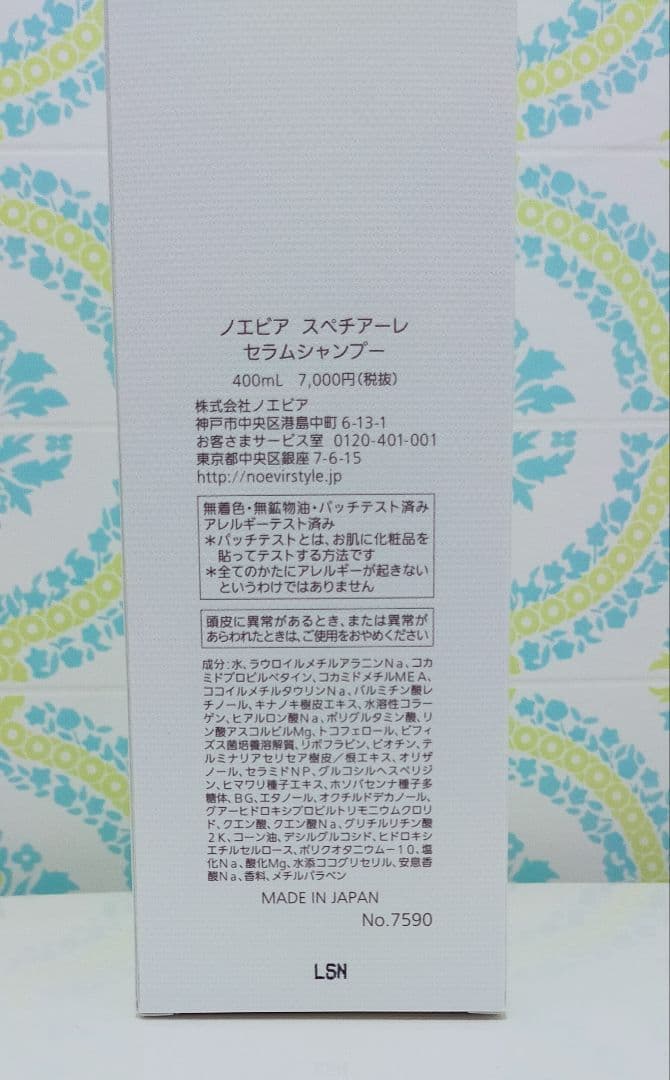 ノエビア スペチアーレ
セラムシャンプー
400mL 7,000円(税抜)
株式会社ノエビア
神戸市中央区港島中町6-13-1
お客さまサービス室 0120-401-001
東京都中央区銀座7-6-15
http://noevirstyle.jp
無着色・無鉱物油・パッチテスト済み
アレルギーテスト済み
＊パッチテストとは、お肌に化粧品を
貼ってテストする方法です
＊全てのかたにアレルギーが起きない
というわけではありません
頭皮に異常があるとき、または異常が
あらわれたときは、ご使用をおやめください
成分:水、ラウロイルメチルアラニンNa、コカ
ミドプロピルベタイン、コカミドメチルMEA、
ココイルメチルタウリンNa、パルミチン酸レ
チノール、キナノキ樹皮エキス、水溶性コラー
ゲン、ヒアルロン酸Na、ポリグルタミン酸、リ
ン酸アスコルビルMg、トコフェロール、ビフィ
ズス菌培養溶解質、リボフラビン、ビオチン、テ
ルミナリアセリセア樹皮／根エキス、オリザ
ノール、セラミドNP、グルコシルヘスペリジ
ン、ヒマワリ種子エキス、ホソバセンナ種子多
糖体、BG、エタノール、オクチルドデカノール、
グアーヒドロキシプロピルトリモニウムクロリ
ド、クエン酸、クエン酸Na、グリチルリチン酸
2K、コーン油、デシルグルコシド、ヒドロキシ
エチルセルロース、ポリクオタニウム－10、塩
化Na、酸化Mg、水添ココグリセリル、安息香
酸Na、香料、メチルパラベン
MADE IN JAPAN
No.7590
LSN